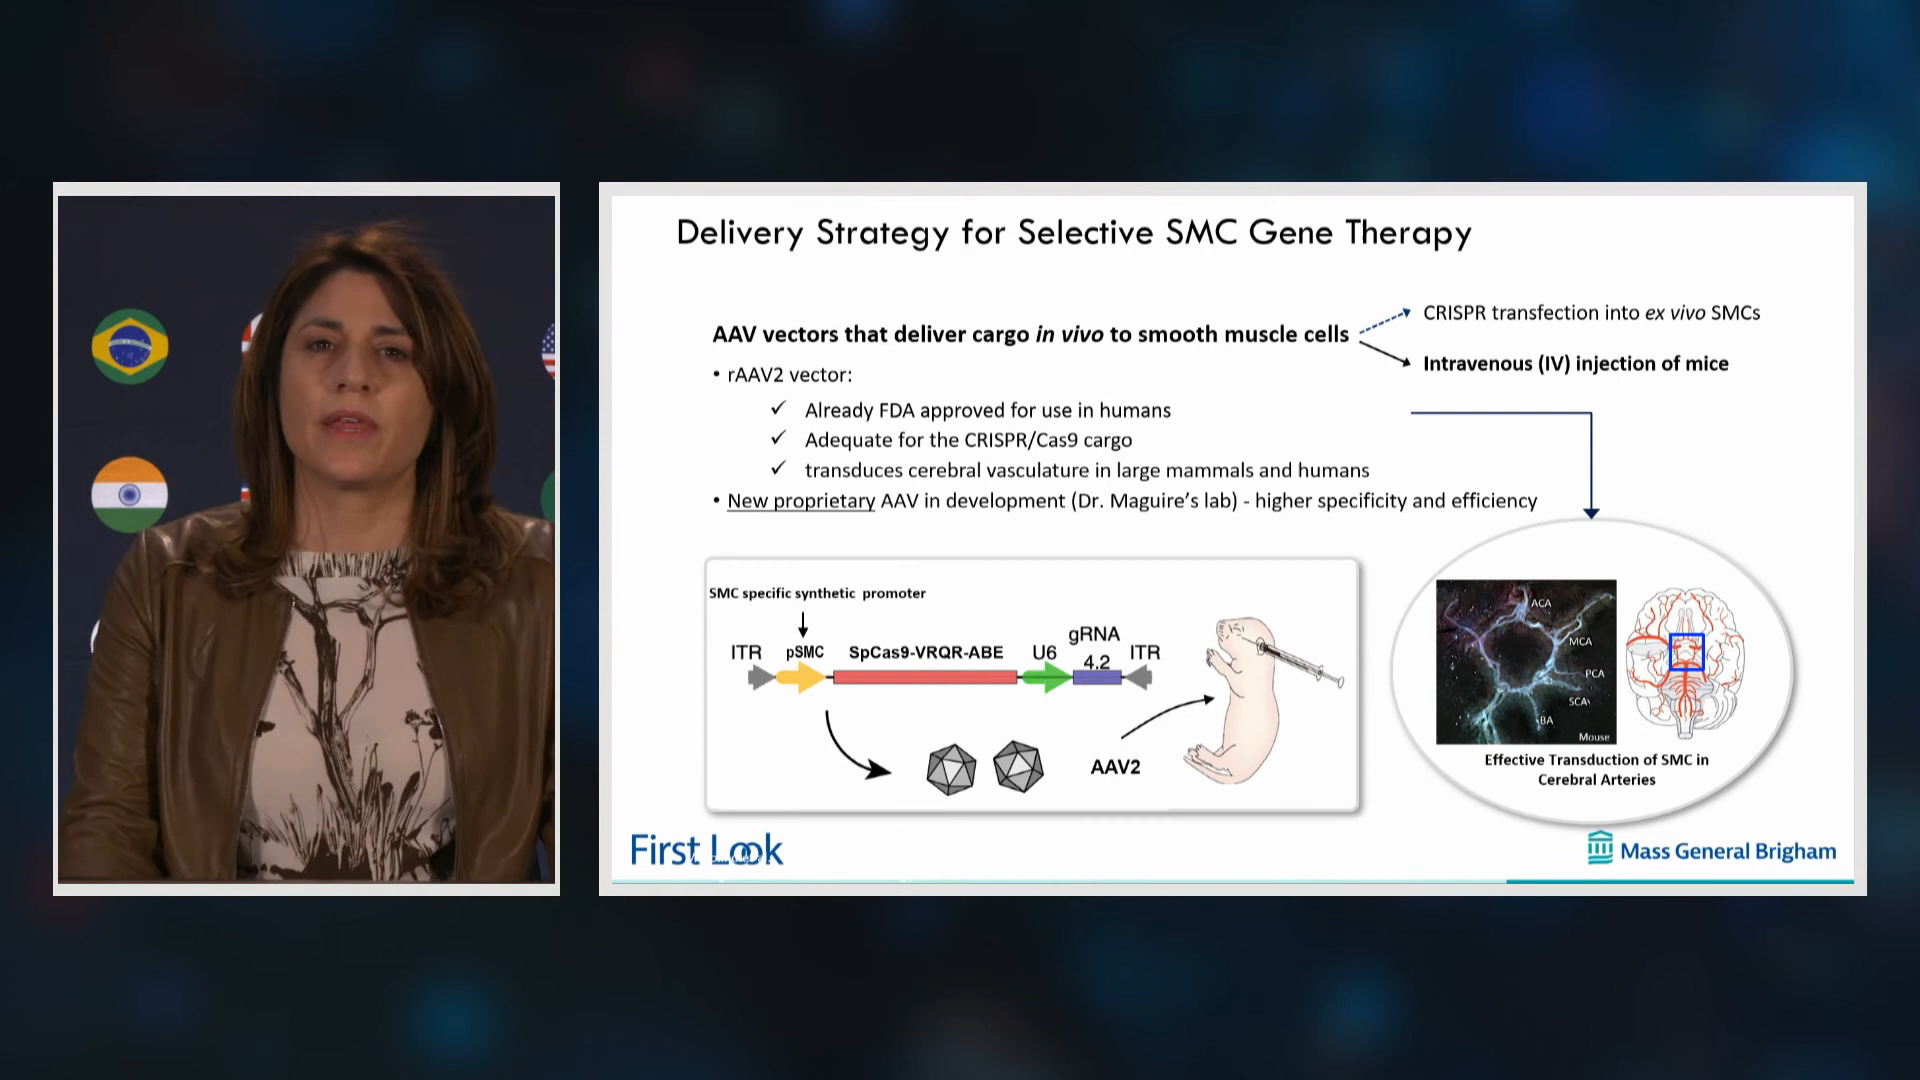 Delivery Strategy for Selective SMC Gene Therapy
AAV vectors that deliver cargo in vivo to smooth muscle cells
CRISPR transfection into ex vivo SMCs
Intravenous (IV) injection of mice
• rAAV2 vector:
✓ Already FDA approved for use in humans
✓ Adequate for the CRISPR/Cas9 cargo
✓ transduces cerebral vasculature in large mammals and humans
• New proprietary AAV in development (Dr. Maguire's lab) - higher specificity and efficiency
SMC specific synthetic promoter
ITR pSMC SpCas9-VRQR-ABE U6 gRNA 4.2 ITR
AAV2
ACA
MCA
PCA
SCA
BA
Mouse
Effective Transduction of SMC in
Cerebral Arteries
First Look
Mass General Brigham